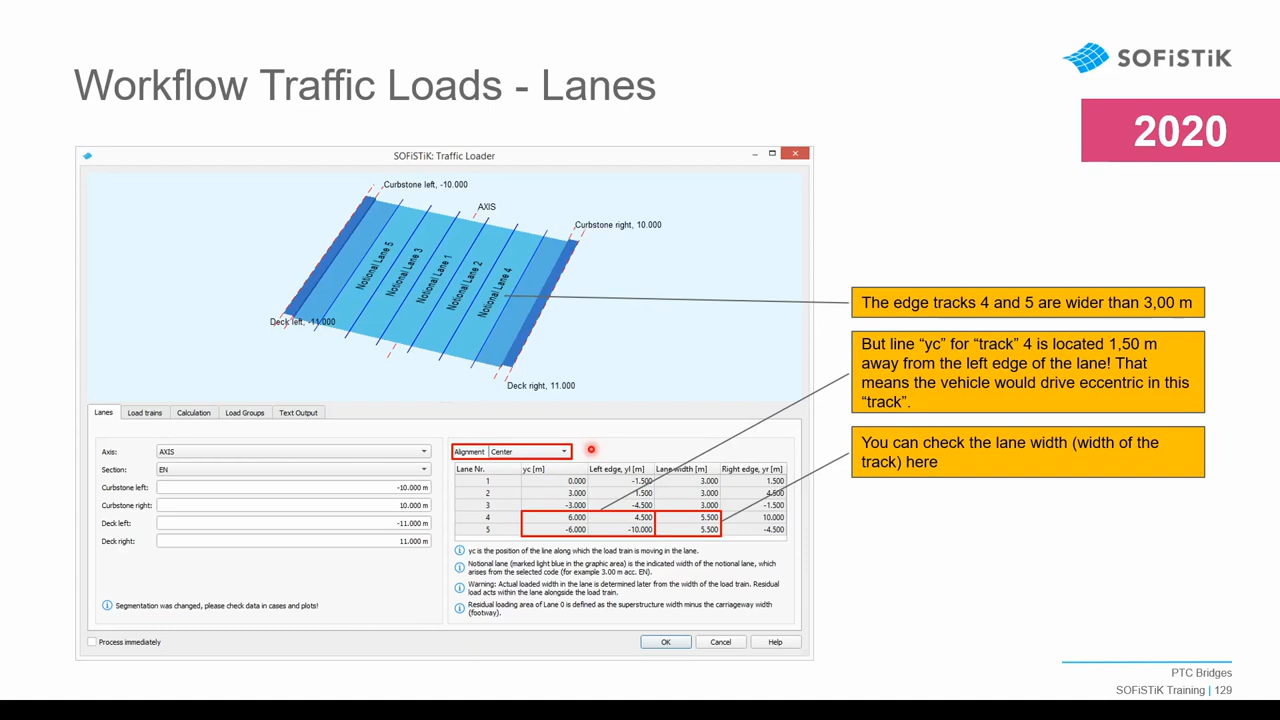 Workflow Traffic Loads - Lanes
SOFiSTiK
2020
SOFiSTiK: Traffic Loader
Curbstone left, -10.000
AXIS
Curbstone right, 10.000
Notional Lane 5
Notional Lane 3
Notional Lane 1
Notional Lane 2
Notional Lane 4
Deck left, -11.000
Deck right, 11.000
The edge tracks 4 and 5 are wider than 3,00 m
But line “yc” for “track” 4 is located 1,50 m
away from the left edge of the lane! That
means the vehicle would drive eccentric in this
“track”.
You can check the lane width (width of the
track) here
Lanes Load trains Calculation Load Groups Text Output
Axis: AXIS
Section: EN
Curbstone left: -10.000 m
Curbstone right: 10.000 m
Deck left: -11.000 m
Deck right: 11.000 m
Segmentation was changed, please check data in cases and plots!
Alignment Center
Lane Nr. yc [m] Left edge, yl [m] Lane width [m] Right edge, yr [m]
1 0.000 -1.500 3.000 1.500
2 3.000 1.500 3.000 4.500
3 -3.000 -4.500 3.000 -1.500
4 6.000 4.500 5.500 10.000
5 -6.000 -10.000 5.500 -4.500
yc is the position of the line along which the load train is moving in the lane.
Notional lane (marked light blue in the graphic area) is the indicated width of the notional lane, which
arises from the selected code (for example 3.00 m acc. EN).
Warning: Actual loaded width in the lane is determined later from the width of the load train. Residual
load acts within the lane alongside the load train.
Residual loading area of Lane 0 is defined as the superstructure width minus the carriageway width
(footway).
Process immediately
OK Cancel Help
PTC Bridges
SOFiSTiK Training | 129